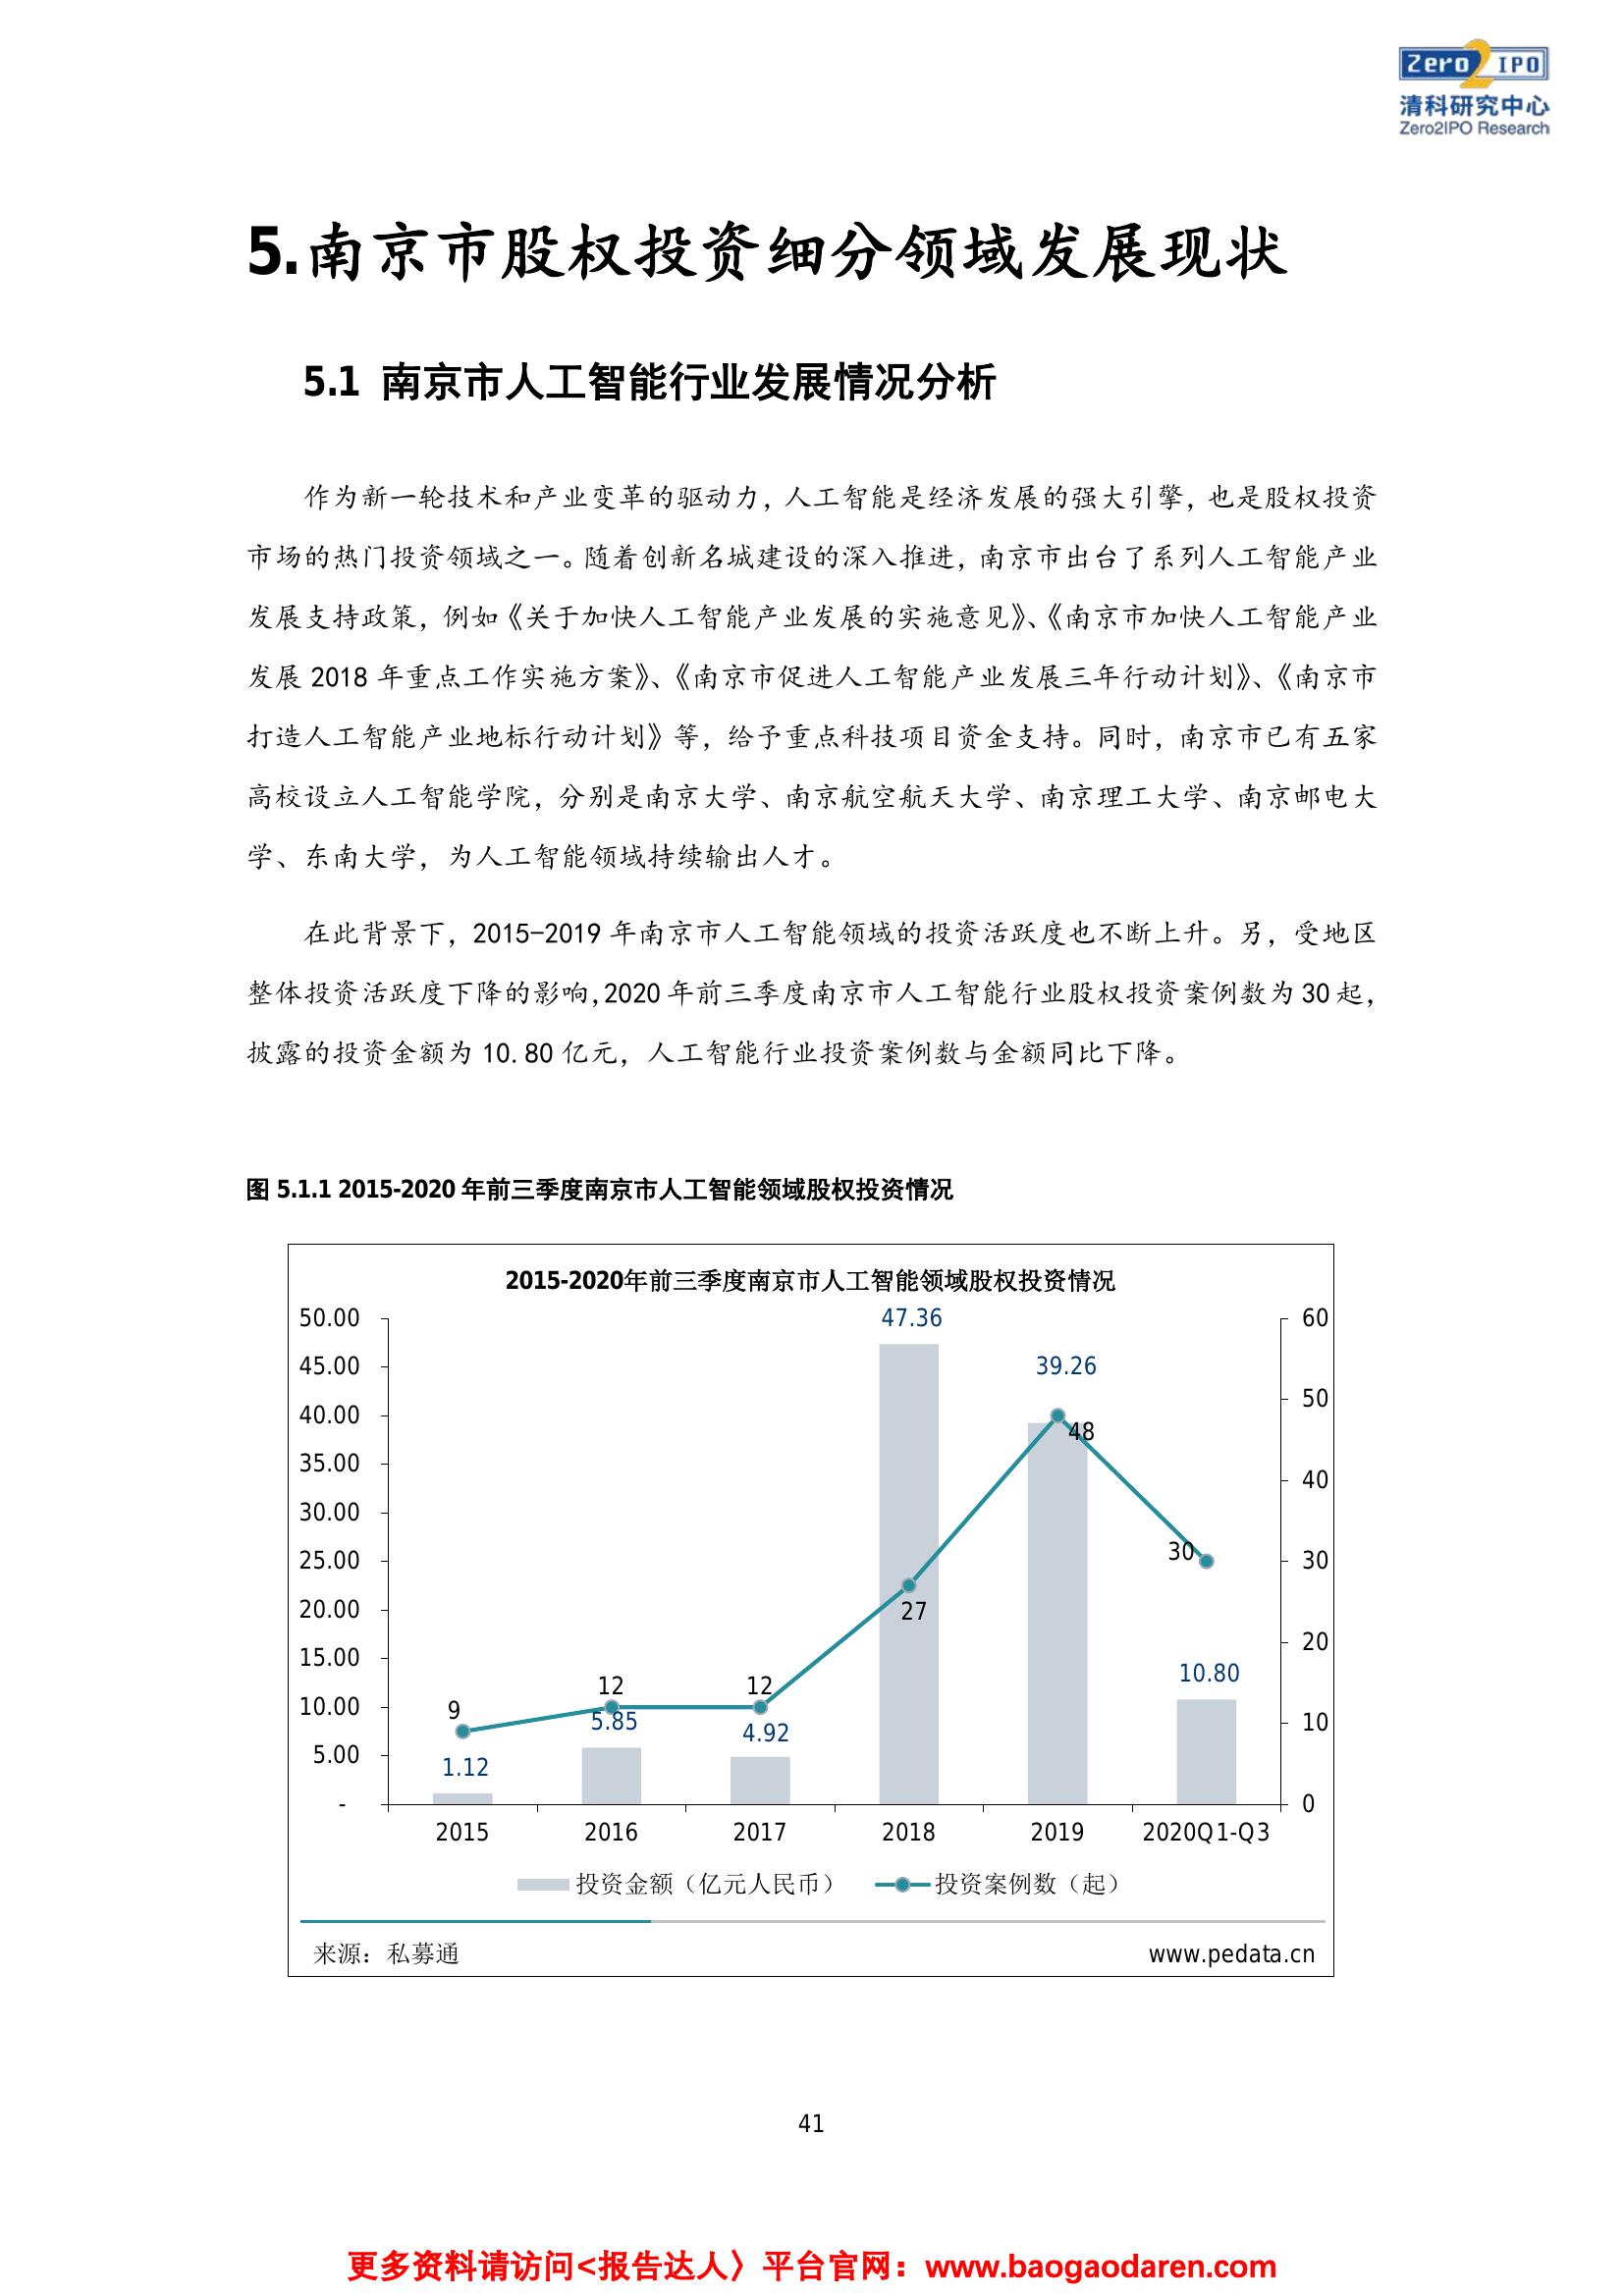 Zero2IPO
清科研究中心
Zero2IPO Research
5.南京市股权投资细分领域发展现状
5.1 南京市人工智能行业发展情况分析
作为新一轮技术和产业变革的驱动力，人工智能是经济发展的强大引擎，也是股权投资
市场的热门投资领域之一。随着创新名城建设的深入推进，南京市出台了系列人工智能产业
发展支持政策，例如《关于加快人工智能产业发展的实施意见》、《南京市加快人工智能产业
发展 2018 年重点工作实施方案》、《南京市促进人工智能产业发展三年行动计划》、《南京市
打造人工智能产业地标行动计划》等，给予重点科技项目资金支持。同时，南京市已有五家
高校设立人工智能学院，分别是南京大学、南京航空航天大学、南京理工大学、南京邮电大
学、东南大学，为人工智能领域持续输出人才。
在此背景下，2015-2019 年南京市人工智能领域的投资活跃度也不断上升。另，受地区
整体投资活跃度下降的影响,2020 年前三季度南京市人工智能行业股权投资案例数为 30 起，
披露的投资金额为 10.80 亿元，人工智能行业投资案例数与金额同比下降。
图 5.1.1 2015-2020 年前三季度南京市人工智能领域股权投资情况
2015-2020年前三季度南京市人工智能领域股权投资情况
50.00 47.36 60
45.00 39.26
50
40.00 48
35.00
40
30.00
25.00 30 30
20.00 27
20
15.00 10.80
12 12
10.00 9 5.85 4.92 10
5.00 1.12
- 0
2015 2016 2017 2018 2019 2020Q1-Q3
投资金额（亿元人民币） 投资案例数（起）
来源：私募通 www.pedata.cn
41
更多资料请访问<报告达人〉平台官网：www.baogaodaren.com